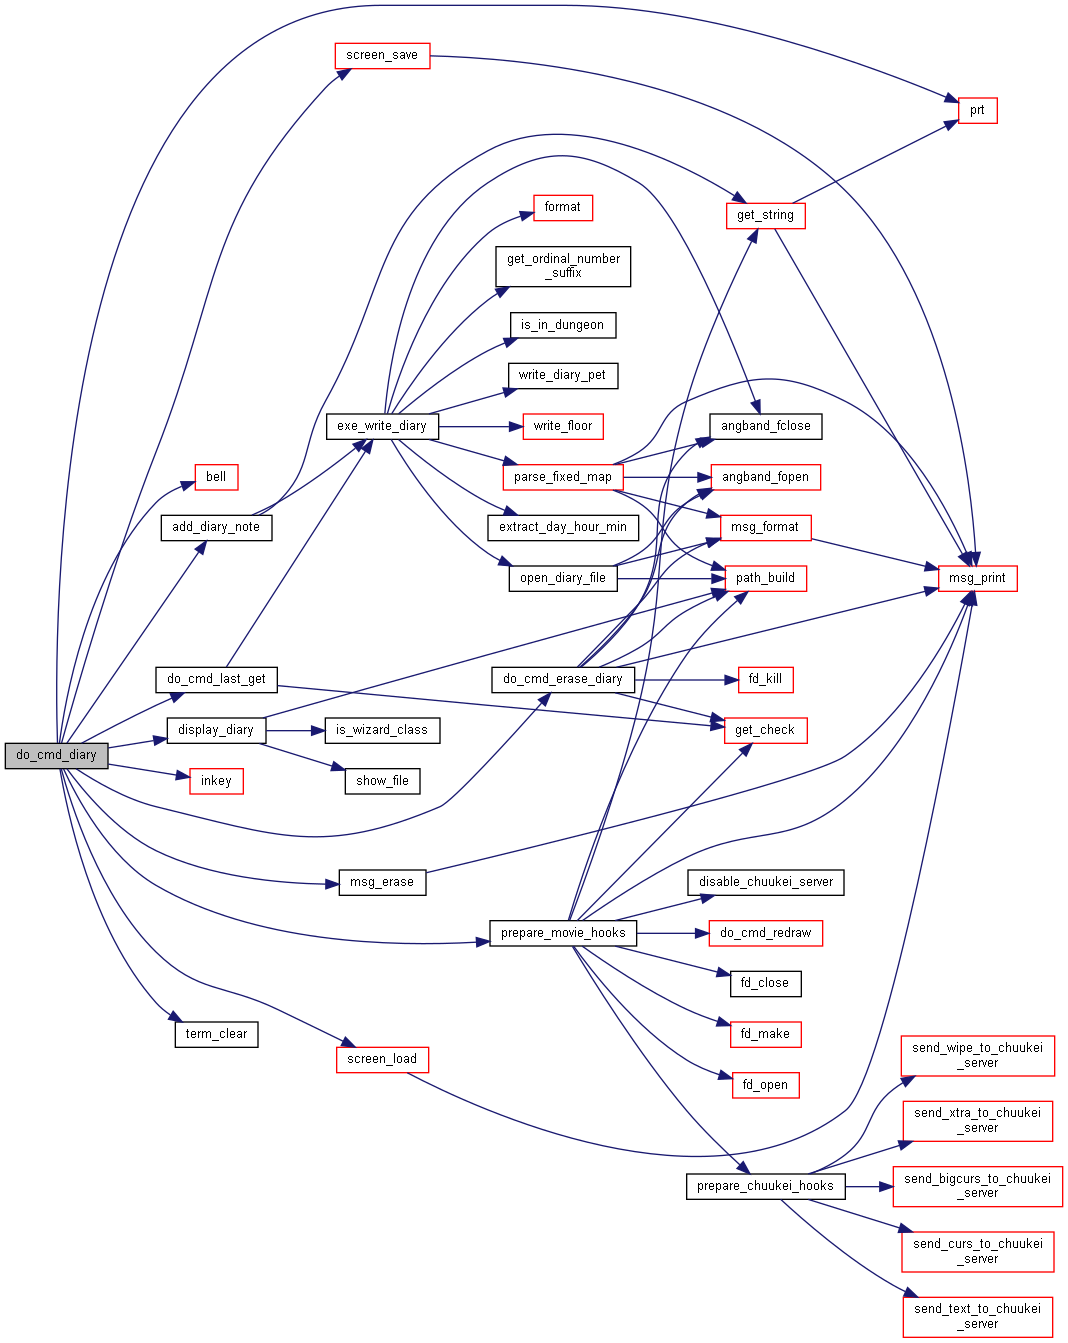 screen_save
prt
format
get_string
get_ordinal_number
_suffix
is_in_dungeon
write_diary_pet
exe_write_diary
write_floor
angband_fclose
bell
parse_fixed_map
angband_fopen
add_diary_note
extract_day_hour_min
msg_format
open_diary_file
path_build
msg_print
do_cmd_last_get
do_cmd_erase_diary
fd_kill
display_diary
is_wizard_class
get_check
do_cmd_diary
inkey
show_file
msg_erase
disable_chuukei_server
prepare_movie_hooks
do_cmd_redraw
fd_close
term_clear
fd_make
screen_load
send_wipe_to_chuukei
_server
fd_open
send_xtra_to_chuukei
_server
prepare_chuukei_hooks
send_bigcurs_to_chuukei
_server
send_curs_to_chuukei
_server
send_text_to_chuukei
_server